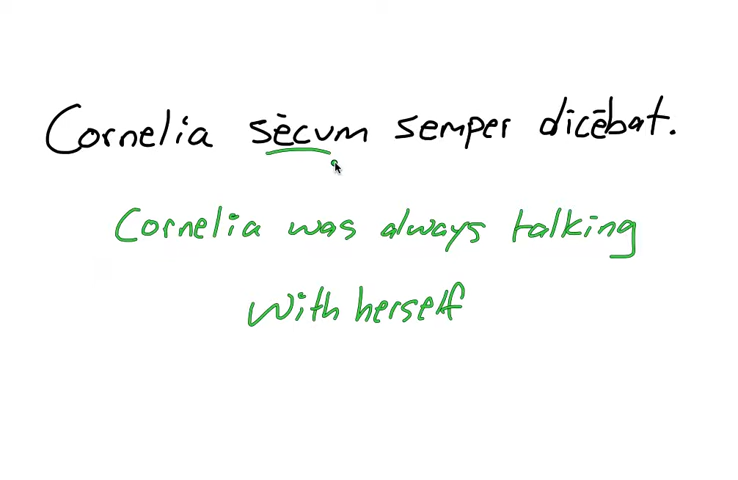 Cornelia sēcum semper dīcēbat.
Cornelia was always talking
with herself